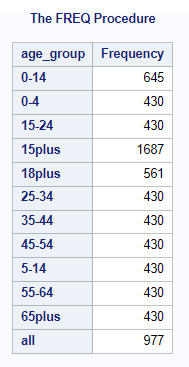 The FREQ Procedure
age_group Frequency
0-14 645
0-4 430
15-24 430
15plus 1687
18plus 561
25-34 430
35-44 430
45-54 430
5-14 430
55-64 430
65plus 430
all 977